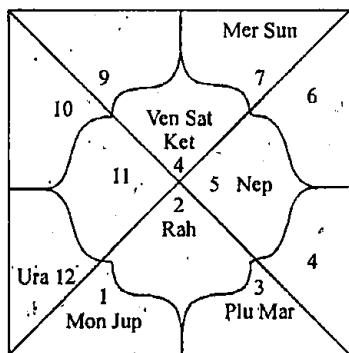 Mer Sun
9
7
10
6
Ven Sat
Ket
4
11
5 Nep
2
Rah
Ura 12
4
1
3
Mon Jup
Plu Mar